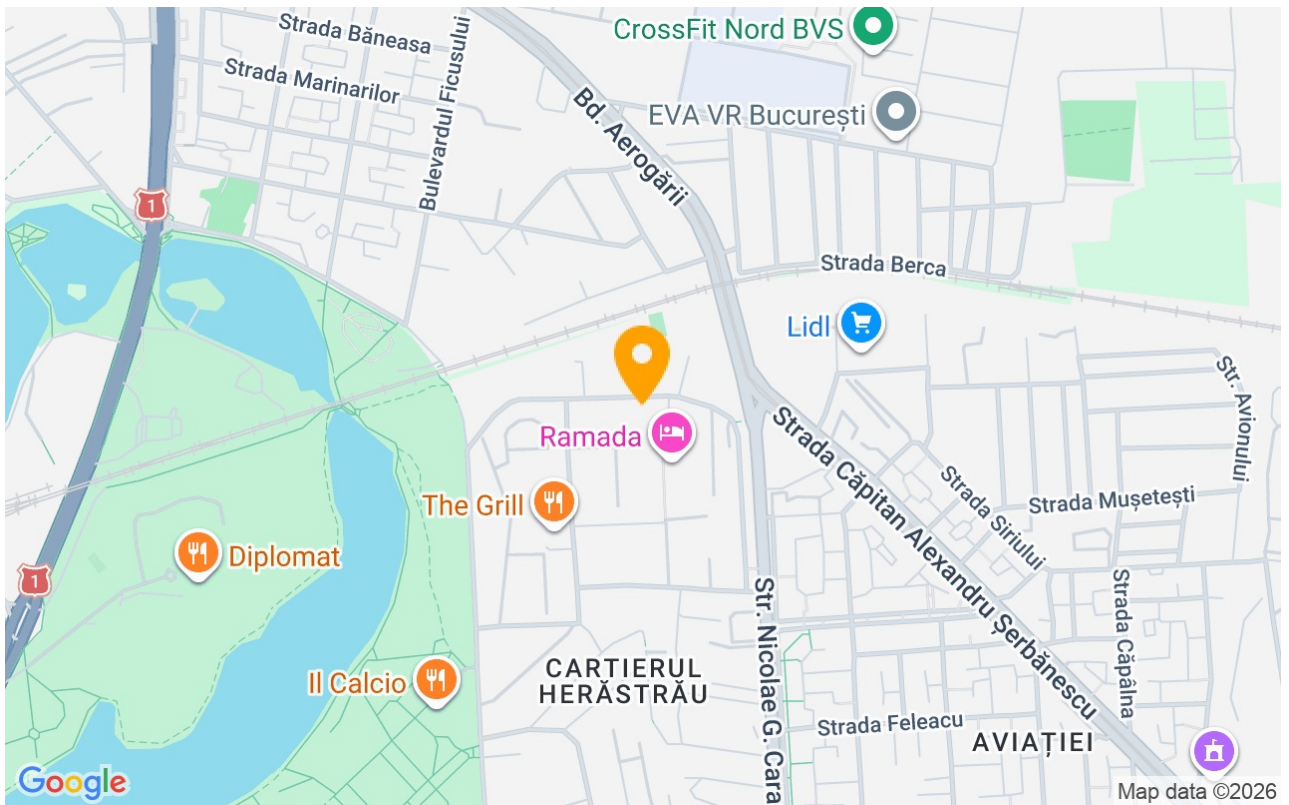 CrossFit Nord BVS
Strada Băneasa
Strada Marinarilor
Bulevardul Ficusului
Bd. Aerogării
EVA VR București
1
Strada Berca
Lidl
Str. Avionului
Ramada
Strada Căpitan Alexandru Șerbănescu
The Grill
Strada Siriului
Strada Mușetești
Diplomat
1
Str. Nicolae G. Cara
Strada Căpâlna
CARTIERUL
HERĂSTRĂU
Il Calcio
Strada Feleacu
AVIAȚIEI
Google
Map data ©2026